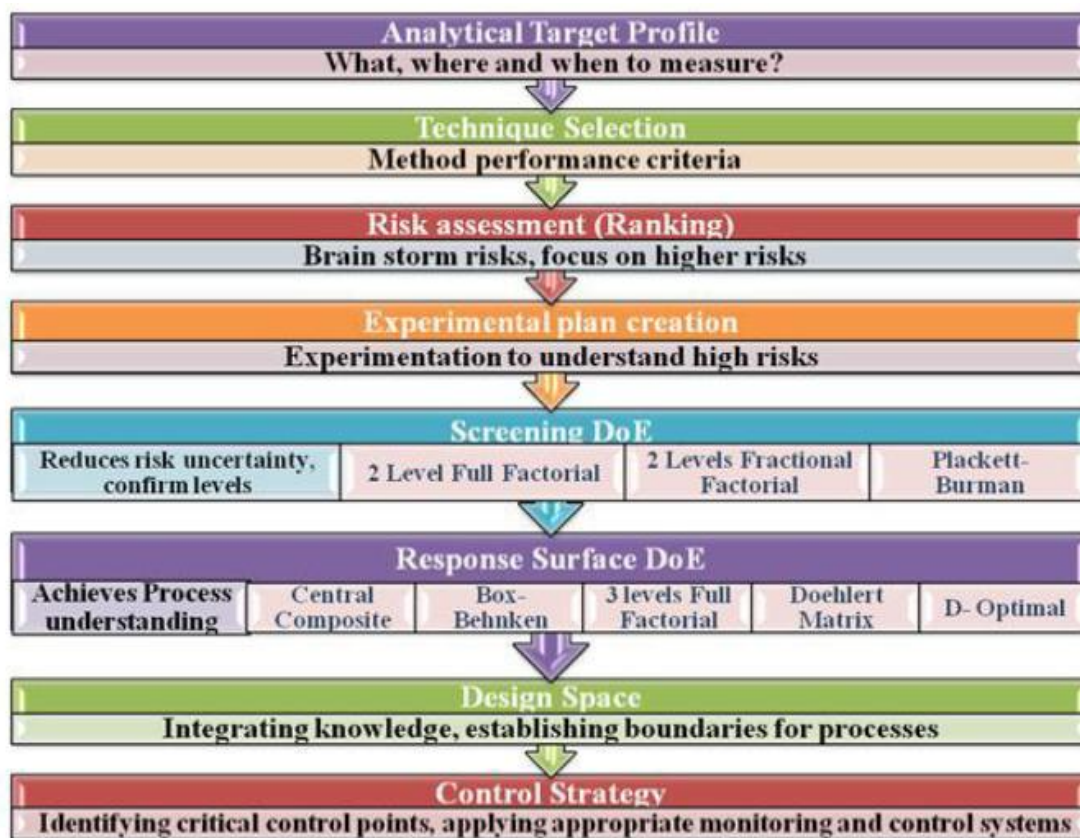 Analytical Target Profile
What, where and when to measure?
Technique Selection
Method performance criteria
Risk assessment (Ranking)
Brain storm risks, focus on higher risks
Experimental plan creation
Experimentation to understand high risks
Screening DoE
Reduces risk uncertainty,
confirm levels
2 Level Full Factorial
2 Levels Fractional
Factorial
Plackett-
Burman
Response Surface DoE
Achieves Process
understanding
Central
Composite
Box-
Behnken
3 levels Full
Factorial
Doehlert
Matrix
D- Optimal
Design Space
Integrating knowledge, establishing boundaries for processes
Control Strategy
Identifying critical control points, applying appropriate monitoring and control systems